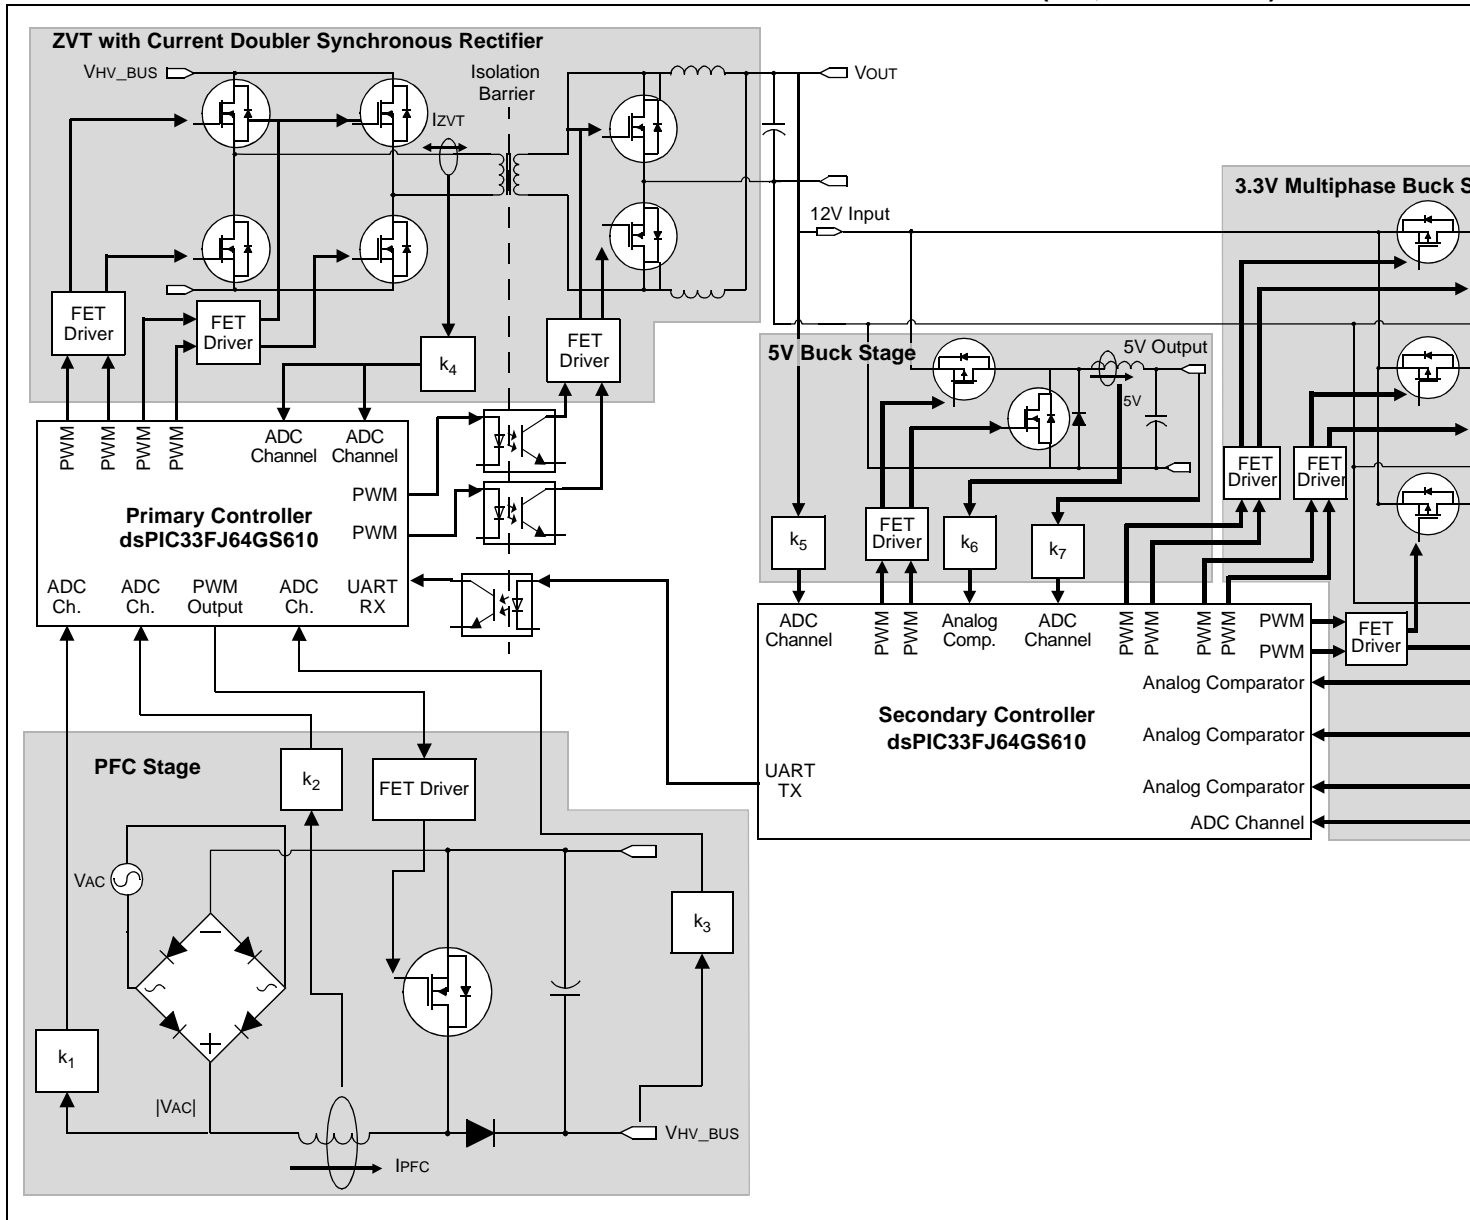 ZVT with Current Doubler Synchronous Rectifier
VHV_BUS
Isolation
Barrier
IZVT
VOUT
12V Input
3.3V Multiphase Buck S
FET
Driver
FET
Driver
k4
FET
Driver
5V Buck Stage
5V Output
5V
FET
Driver
FET
Driver
k5
FET
Driver
k6
k7
PWM
PWM
PWM
PWM
ADC
Channel
ADC
Channel
PWM
PWM
Primary Controller
dsPIC33FJ64GS610
ADC
Ch.
ADC
Ch.
PWM
Output
ADC
Ch.
UART
RX
ADC
Channel
PWM
PWM
Analog
Comp.
ADC
Channel
PWM
PWM
PWM
PWM
PWM
PWM
FET
Driver
Analog Comparator
Secondary Controller
dsPIC33FJ64GS610
Analog Comparator
UART
TX
Analog Comparator
ADC Channel
PFC Stage
k2
FET Driver
VAC
k3
k1
|VAC|
VHV_BUS
IPFC